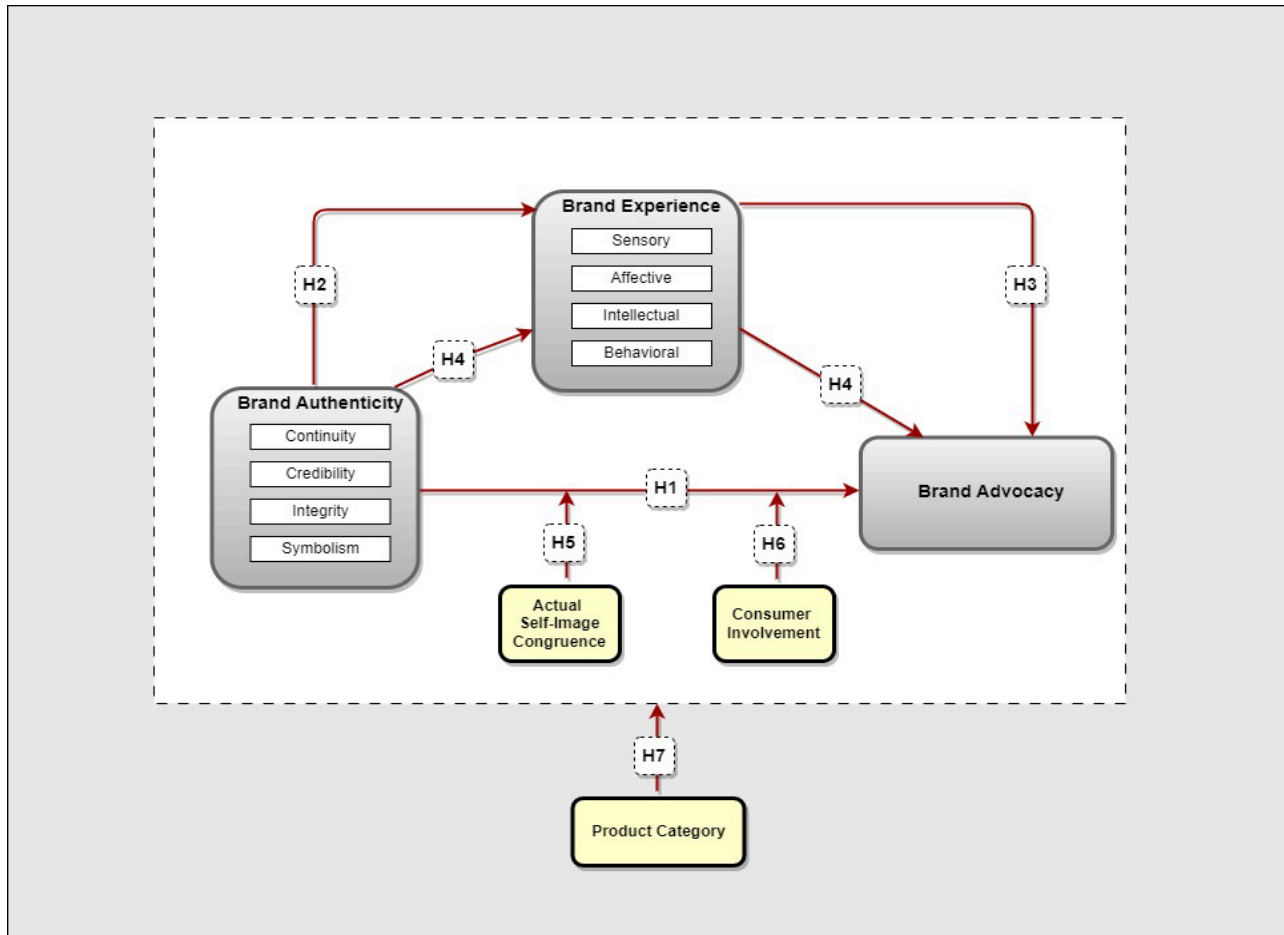 Brand Experience
Sensory
Affective
Intellectual
Behavioral
H2
H3
H4
H4
Brand Authenticity
Continuity
Credibility
Integrity
Symbolism
H1
Brand Advocacy
H5
H6
Actual
Self-Image
Congruence
Consumer
Involvement
H7
Product Category